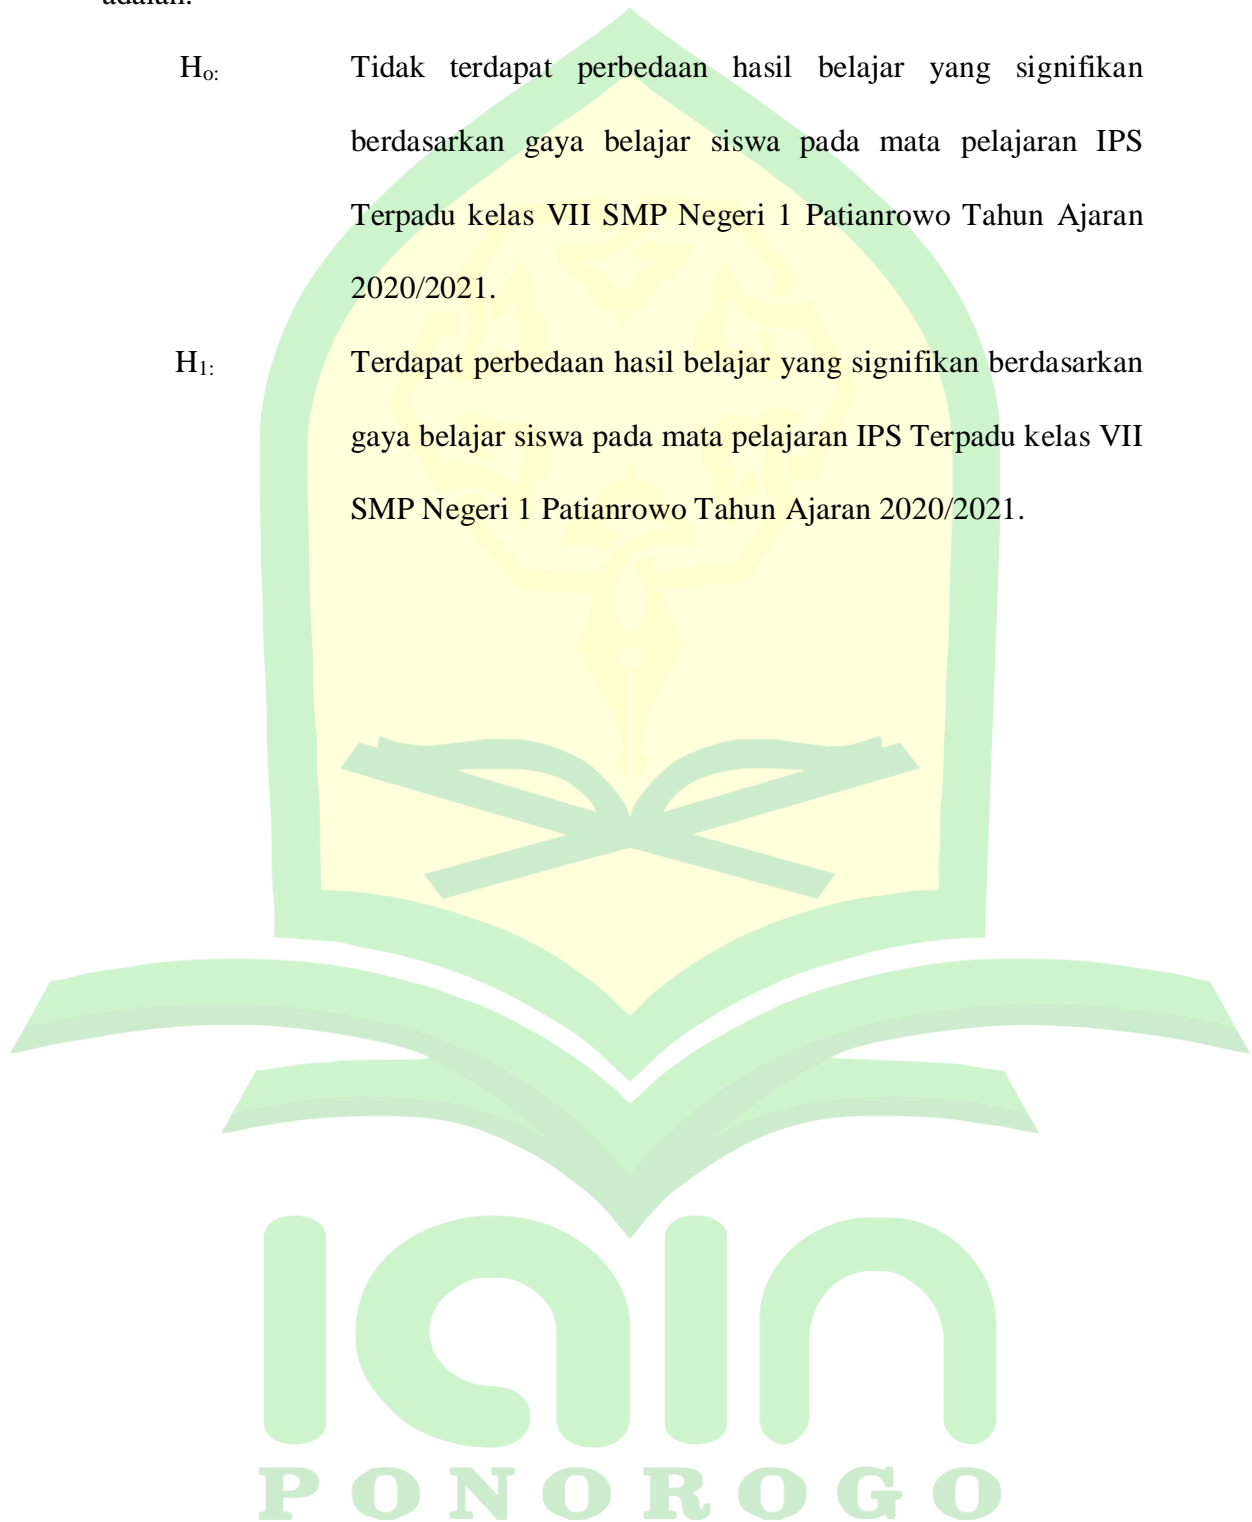 adalah:
H₀: Tidak terdapat perbedaan hasil belajar yang signifikan
berdasarkan gaya belajar siswa pada mata pelajaran IPS
Terpadu kelas VII SMP Negeri 1 Patianrowo Tahun Ajaran
2020/2021.
H₁: Terdapat perbedaan hasil belajar yang signifikan berdasarkan
gaya belajar siswa pada mata pelajaran IPS Terpadu kelas VII
SMP Negeri 1 Patianrowo Tahun Ajaran 2020/2021.
iain
PONOROGO